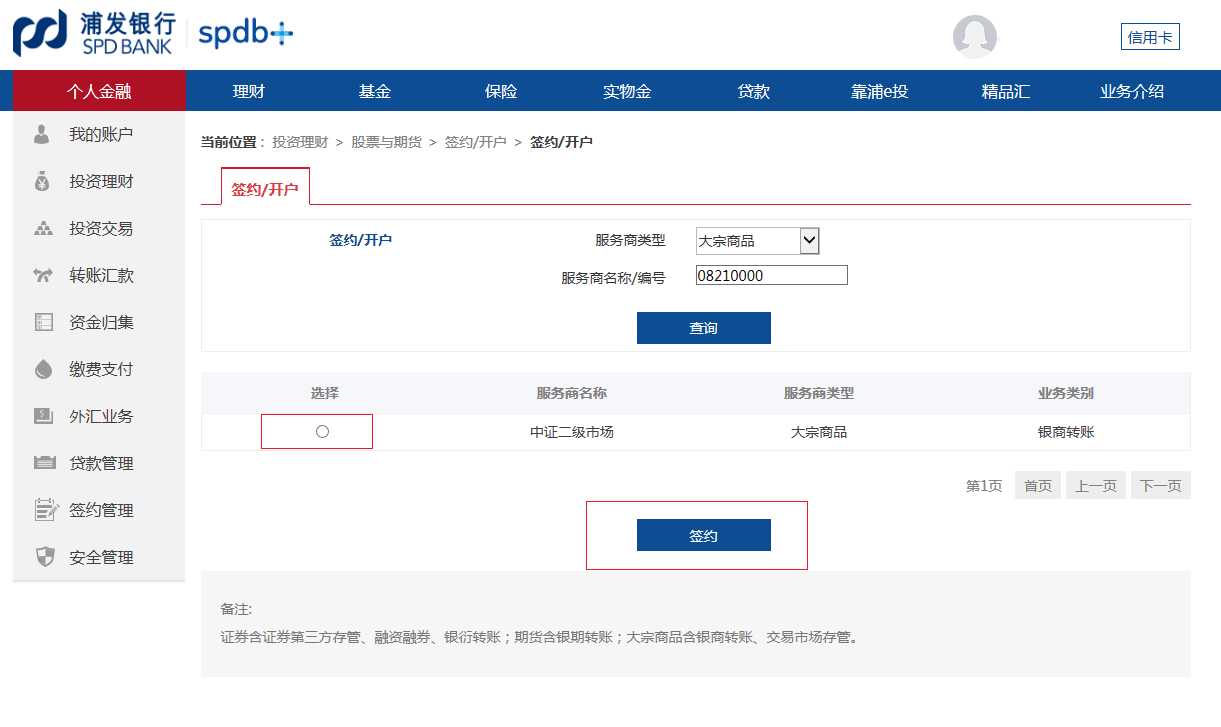 浦发银行
SPD BANK
spdb+
信用卡
个人金融 理财 基金 保险 实物金 贷款 靠浦e投 精品汇 业务介绍
我的账户
投资理财
投资交易
转账汇款
资金归集
缴费支付
外汇业务
贷款管理
签约管理
安全管理
当前位置： 投资理财 > 股票与期货 > 签约/开户 > 签约/开户
签约/开户
签约/开户 服务商类型 大宗商品
服务商名称/编号 08210000
查询
选择 服务商名称 服务商类型 业务类别
中证二级市场 大宗商品 银商转账
第1页 首页 上一页 下一页
签约
备注:
证券含证券第三方存管、融资融券、银衍转账；期货含银期转账；大宗商品含银商转账、交易市场存管。